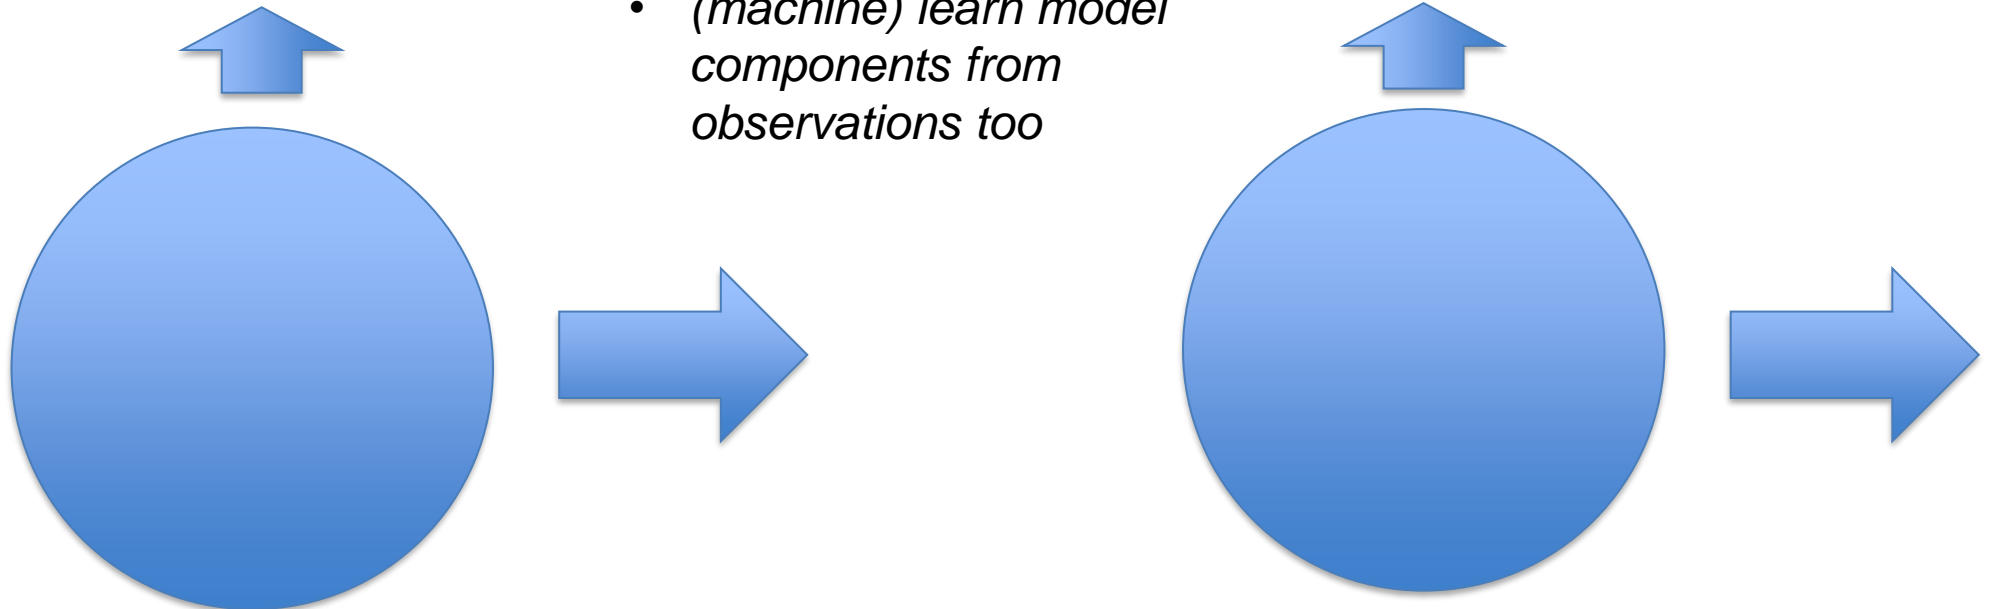 • (machine) learn model
components from
observations too